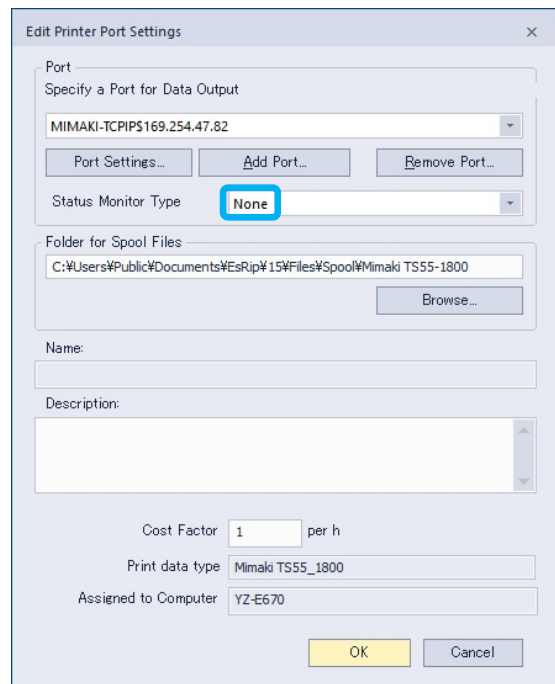 Edit Printer Port Settings
Port
Specify a Port for Data Output
MIMAKI-TCPIP$169.254.47.82
Port Settings...
Add Port...
Remove Port...
Status Monitor Type
None
Folder for Spool Files
C:¥Users¥Public¥Documents¥EsRip¥15¥Files¥Spool¥Mimaki TS55-1800
Browse...
Name:
Description:
Cost Factor 1 per h
Print data type Mimaki TS55_1800
Assigned to Computer YZ-E670
OK Cancel